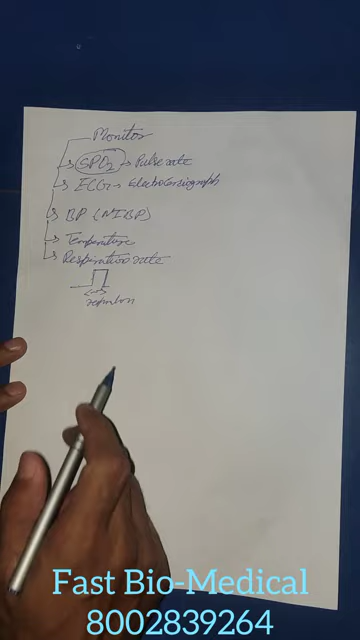 Monitor
SPO2 → Pulse rate
ECG → Electrocardiograph
BP (NIBP)
Temperature
Respiration rate
Fast Bio-Medical
8002839264